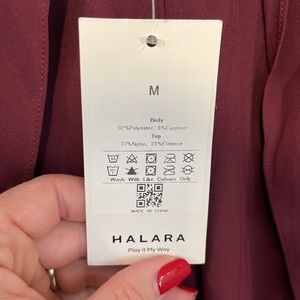 M
Body
92%Polyester, 8%Elastane
Top
77%Nylon, 23%Elastane
Wash With Like Colours Only
MADE IN CHINA
HALARA
Play It My Way